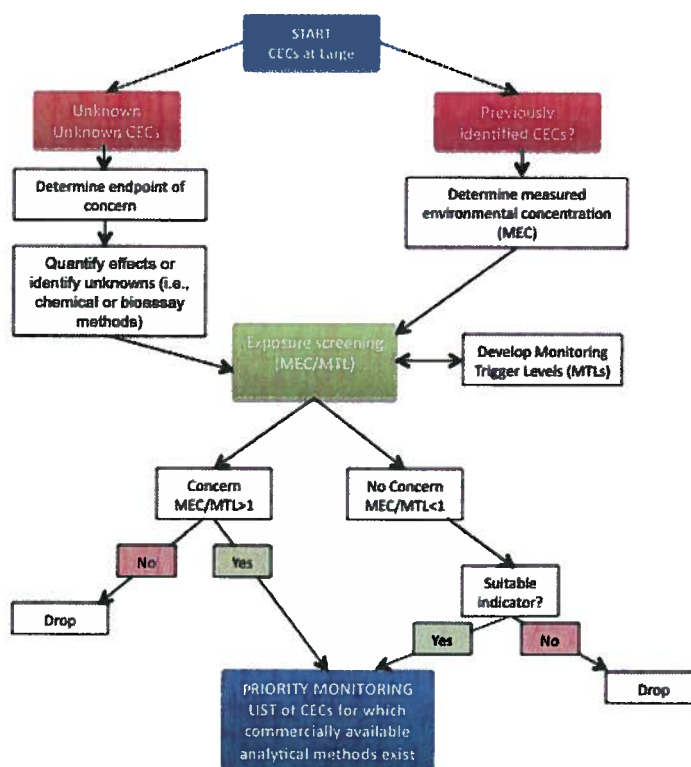 START
CECs at Large
Unknown
Unknown CECs
Previously
identified CECs?
Determine endpoint of
concern
Determine measured
environmental concentration
(MEC)
Quantify effects or
identify unknowns (i.e.,
chemical or bioassay
methods)
Exposure screening
(MEC/MTL)
Develop Monitoring
Trigger Levels (MTLs)
Concern
MEC/MTL>1
No Concern
MEC/MTL<1
No
Yes
Suitable
indicator?
Drop
Yes
No
PRIORITY MONITORING
LIST of CECs for which
commercially available
analytical methods exist
Drop